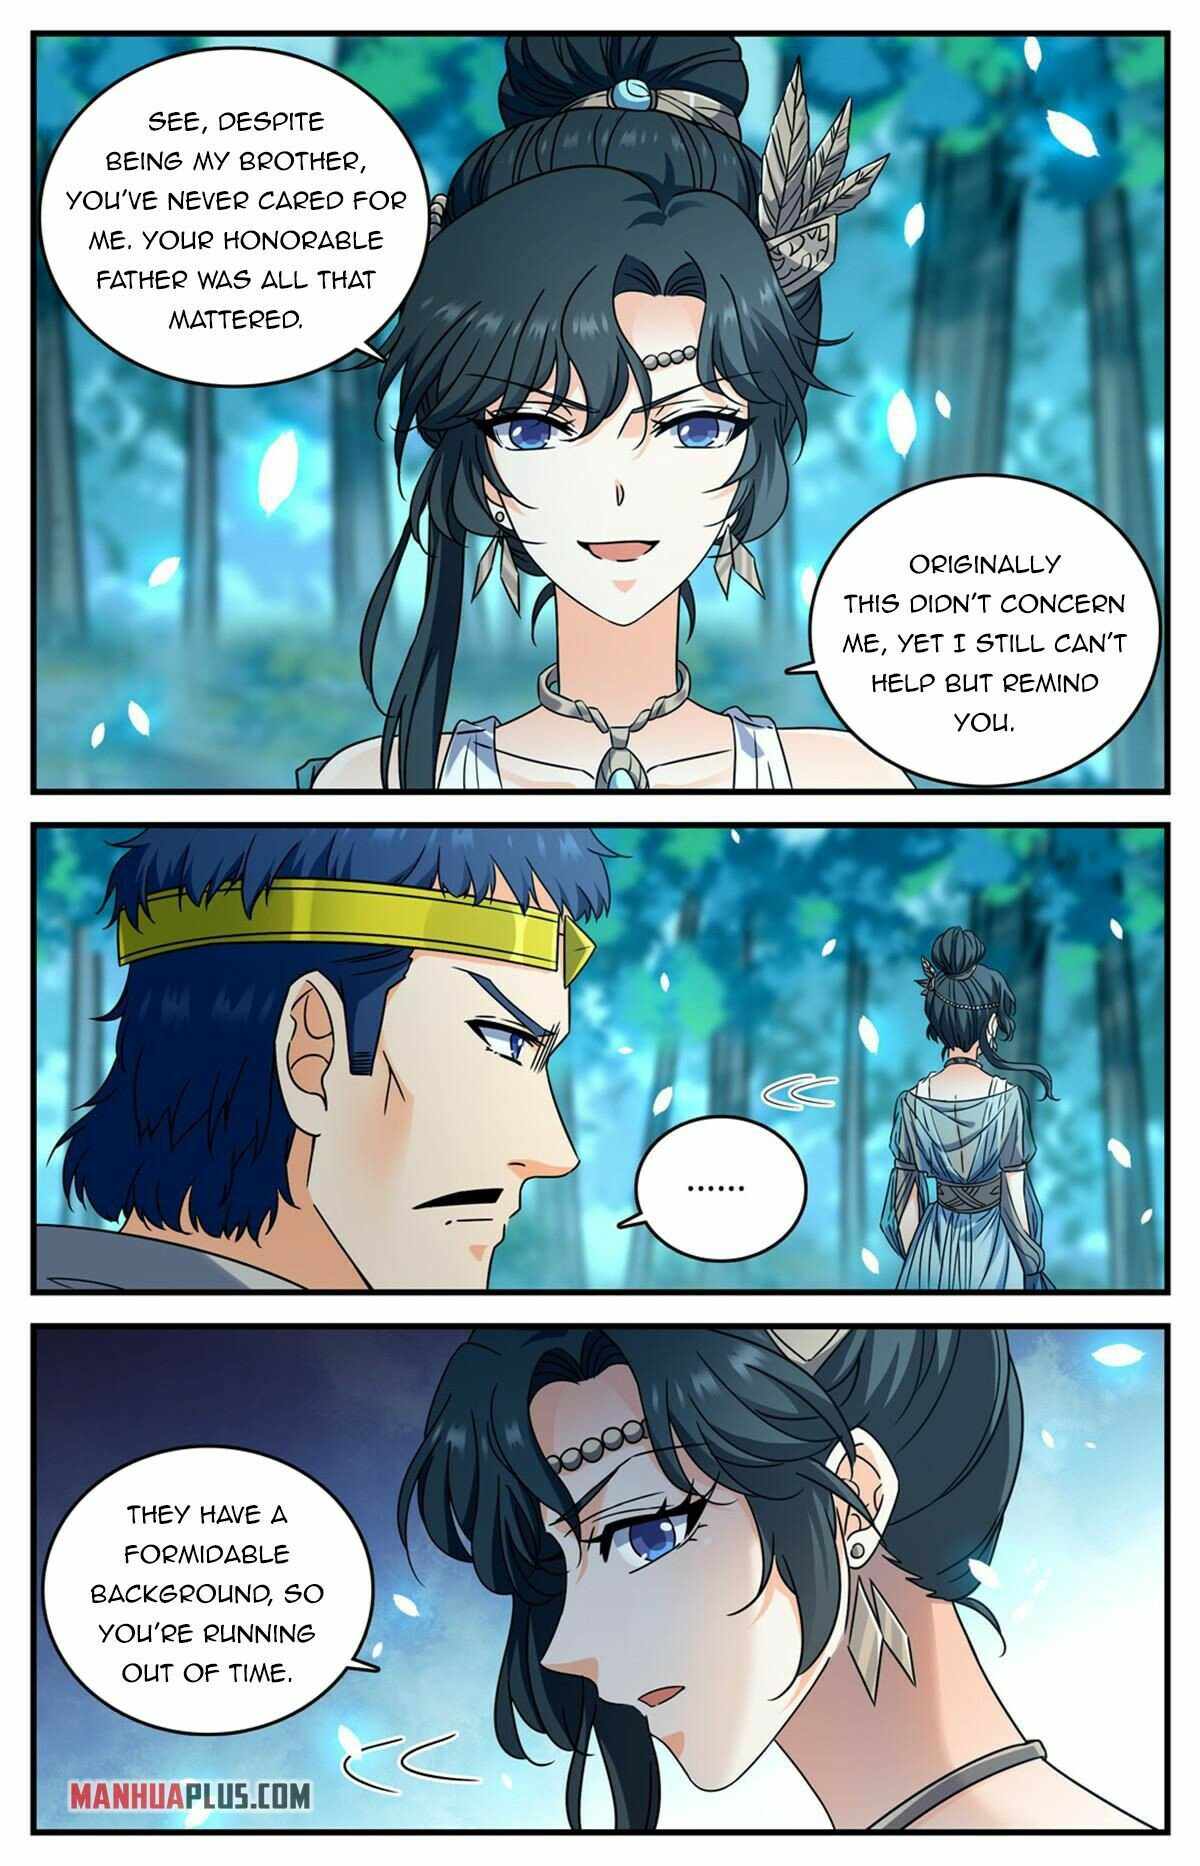 SEE, DESPITE
BEING MY BROTHER,
YOU'VE NEVER CARED FOR
ME. YOUR HONORABLE
FATHER WAS ALL THAT
MATTERED.
ORIGINALLY
THIS DIDN'T CONCERN
ME, YET I STILL CAN'T
HELP BUT REMIND
YOU.
......
THEY HAVE A
FORMIDABLE
BACKGROUND, SO
YOU'RE RUNNING
OUT OF TIME.
MANHUAPLUS.COM